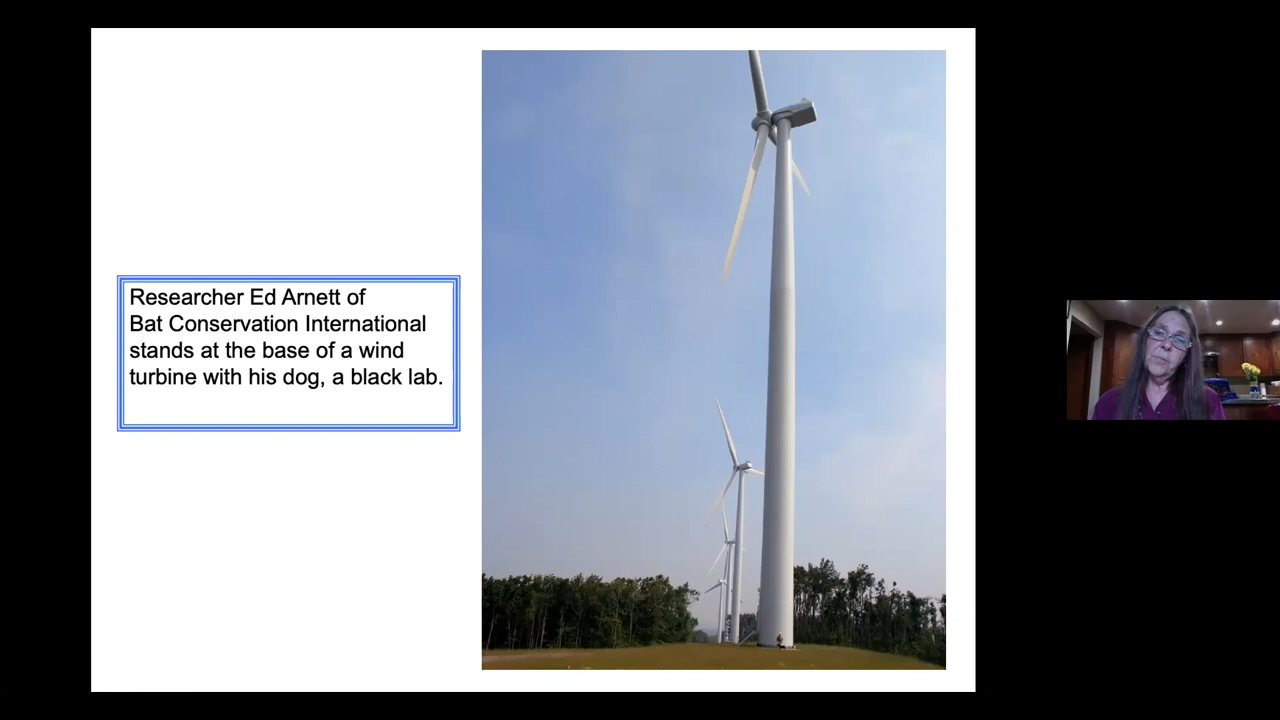 Researcher Ed Arnett of
Bat Conservation International
stands at the base of a wind
turbine with his dog, a black lab.